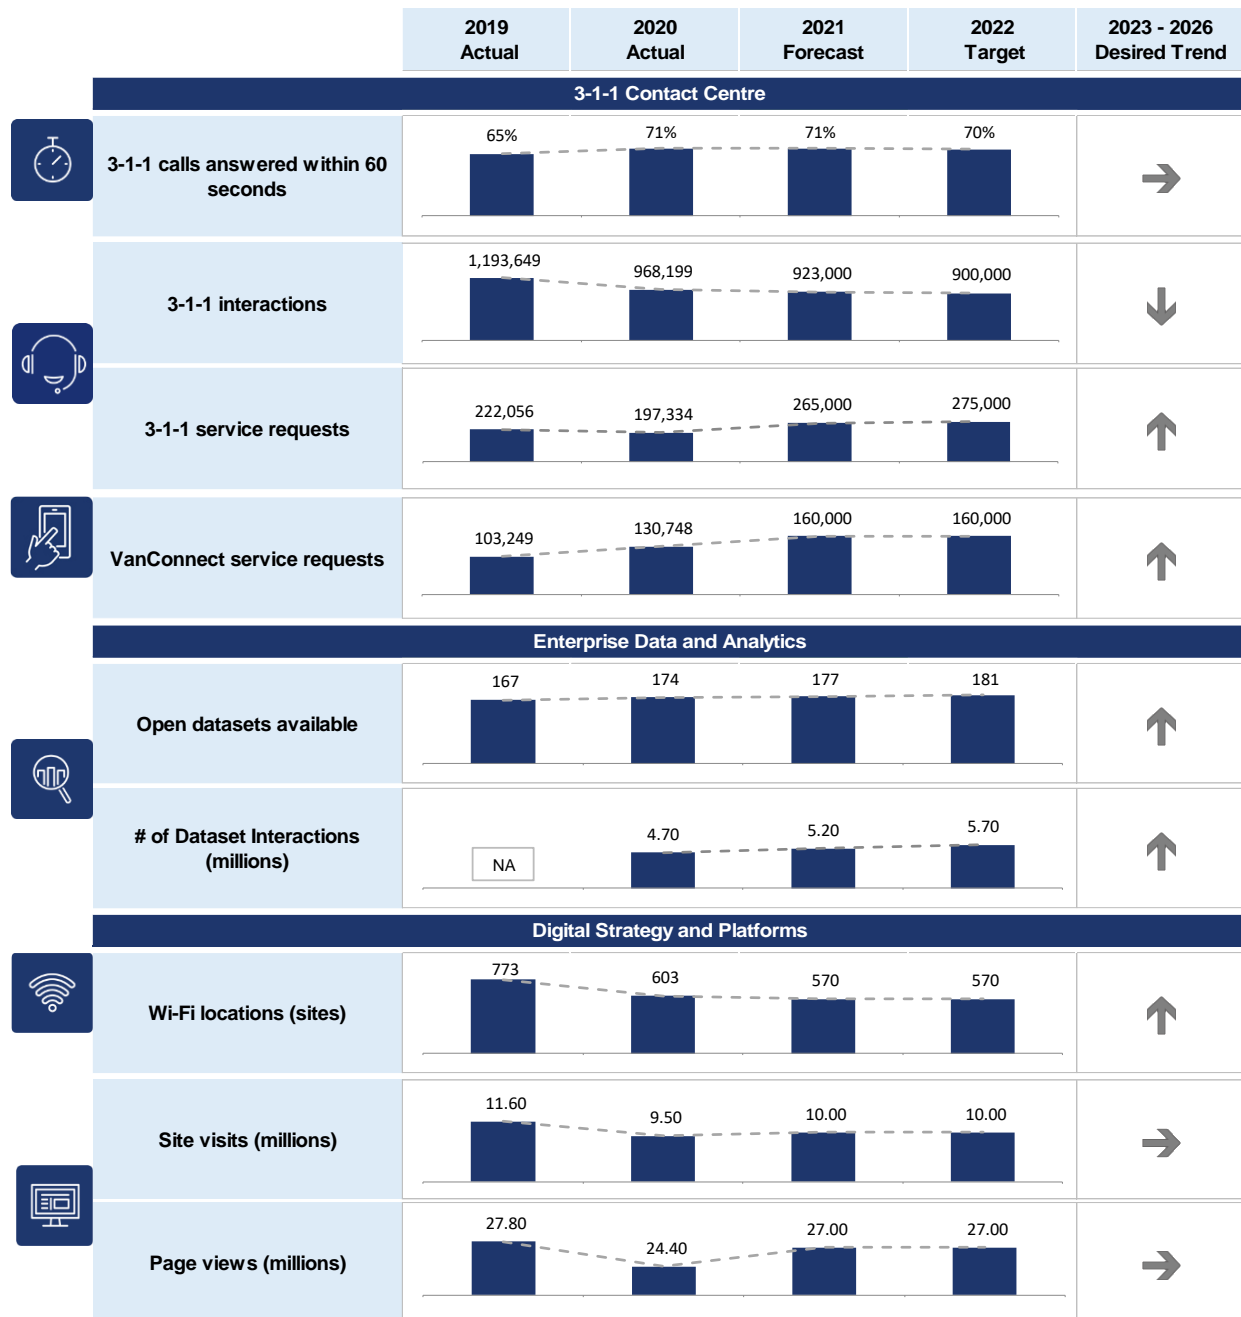 2019 2020 2021 2022 2023 - 2026
Actual Actual Forecast Target Desired Trend
3-1-1 Contact Centre
65% 71% 71% 70%
3-1-1 calls answered within 60
seconds
1,193,649 968,199 923,000 900,000
3-1-1 interactions
222,056 197,334 265,000 275,000
3-1-1 service requests
103,249 130,748 160,000 160,000
VanConnect service requests
Enterprise Data and Analytics
167 174 177 181
Open datasets available
# of Dataset Interactions
(millions)
NA 4.70 5.20 5.70
Digital Strategy and Platforms
773 603 570 570
Wi-Fi locations (sites)
11.60 9.50 10.00 10.00
Site visits (millions)
27.80 24.40 27.00 27.00
Page views (millions)